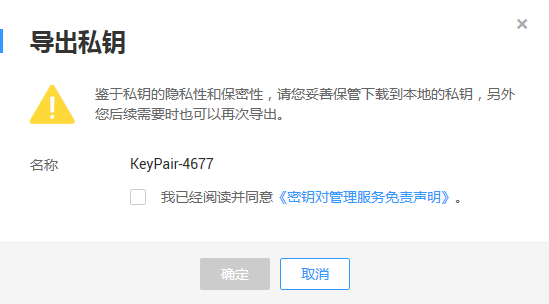 导出私钥
鉴于私钥的隐私性和保密性，请您妥善保管下载到本地的私钥，另外
您后续需要时也可以再次导出。
名称 KeyPair-4677
我已经阅读并同意《密钥对管理服务免责声明》。
确定 取消